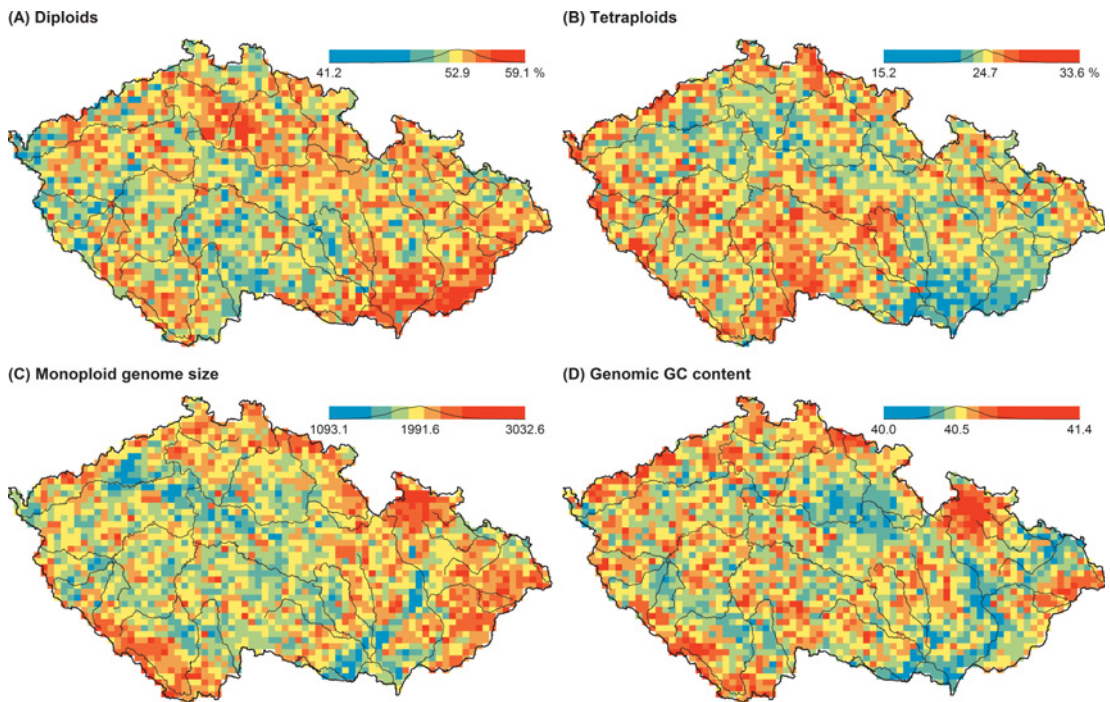 (A) Diploids
41.2 52.9 59.1 %
(B) Tetraploids
15.2 24.7 33.6 %
(C) Monoploid genome size
1093.1 1991.6 3032.6
(D) Genomic GC content
40.0 40.5 41.4